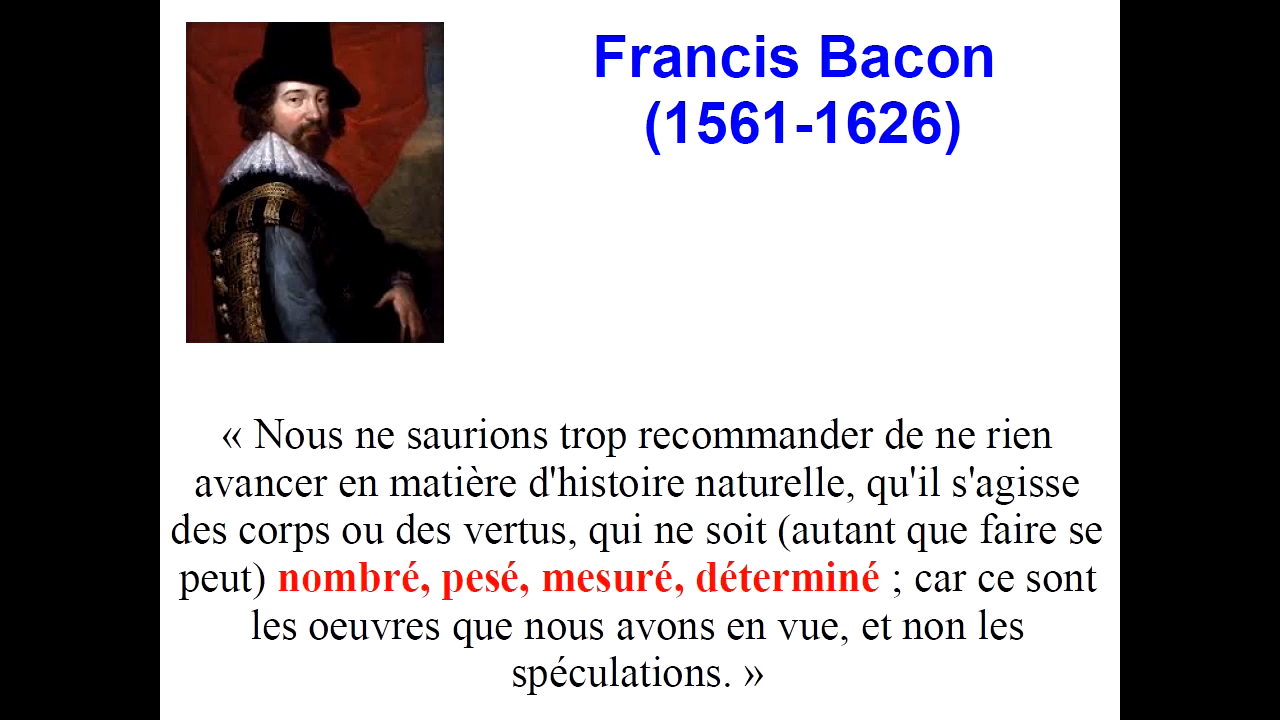 Francis Bacon
(1561-1626)
« Nous ne saurions trop recommander de ne rien
avancer en matière d'histoire naturelle, qu'il s'agisse
des corps ou des vertus, qui ne soit (autant que faire se
peut) nombré, pesé, mesuré, déterminé ; car ce sont
les oeuvres que nous avons en vue, et non les
spéculations. »